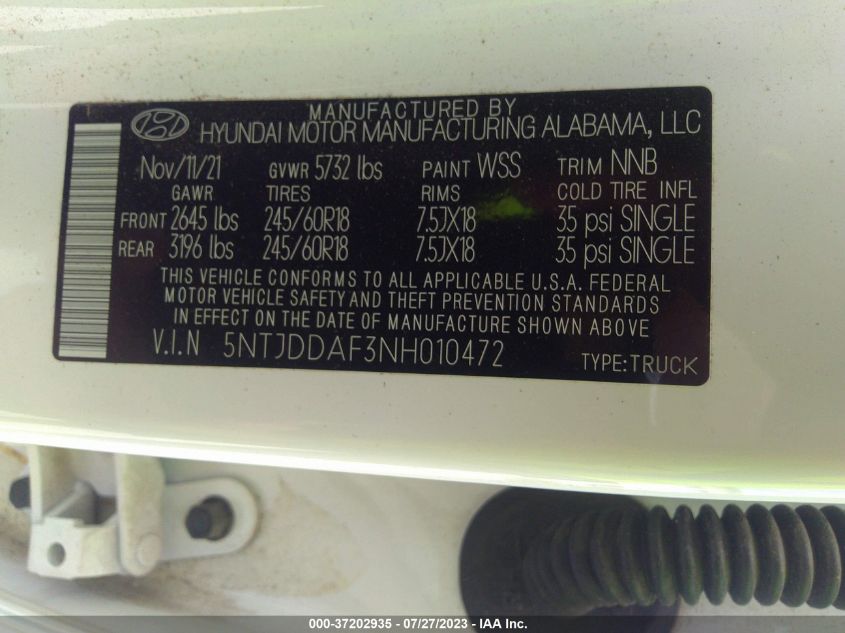 MANUFACTURED BY
HYUNDAI MOTOR MANUFACTURING ALABAMA, LLC
Nov/11/21 GVWR 5732 lbs PAINT WSS TRIM NNB
GAWR TIRES RIMS COLD TIRE INFL
FRONT 2645 lbs 245/60R18 7.5JX18 35 psi SINGLE
REAR 3196 lbs 245/60R18 7.5JX18 35 psi SINGLE
THIS VEHICLE CONFORMS TO ALL APPLICABLE U.S.A. FEDERAL
MOTOR VEHICLE SAFETY AND THEFT PREVENTION STANDARDS
IN EFFECT ON THE DATE OF MANUFACTURE SHOWN ABOVE
V.I.N 5NTJDDAF3NH010472 TYPE:TRUCK
000-37202935 - 07/27/2023 - IAA Inc.